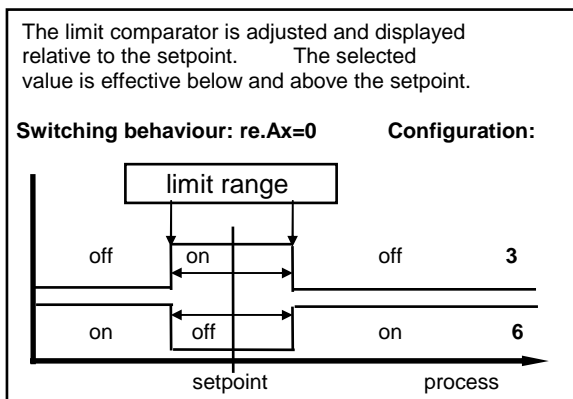 The limit comparator is adjusted and displayed
relative to the setpoint. The selected
value is effective below and above the setpoint.
Switching behaviour: re.Ax=0 Configuration:
limit range
off on off 3
on off on 6
setpoint process